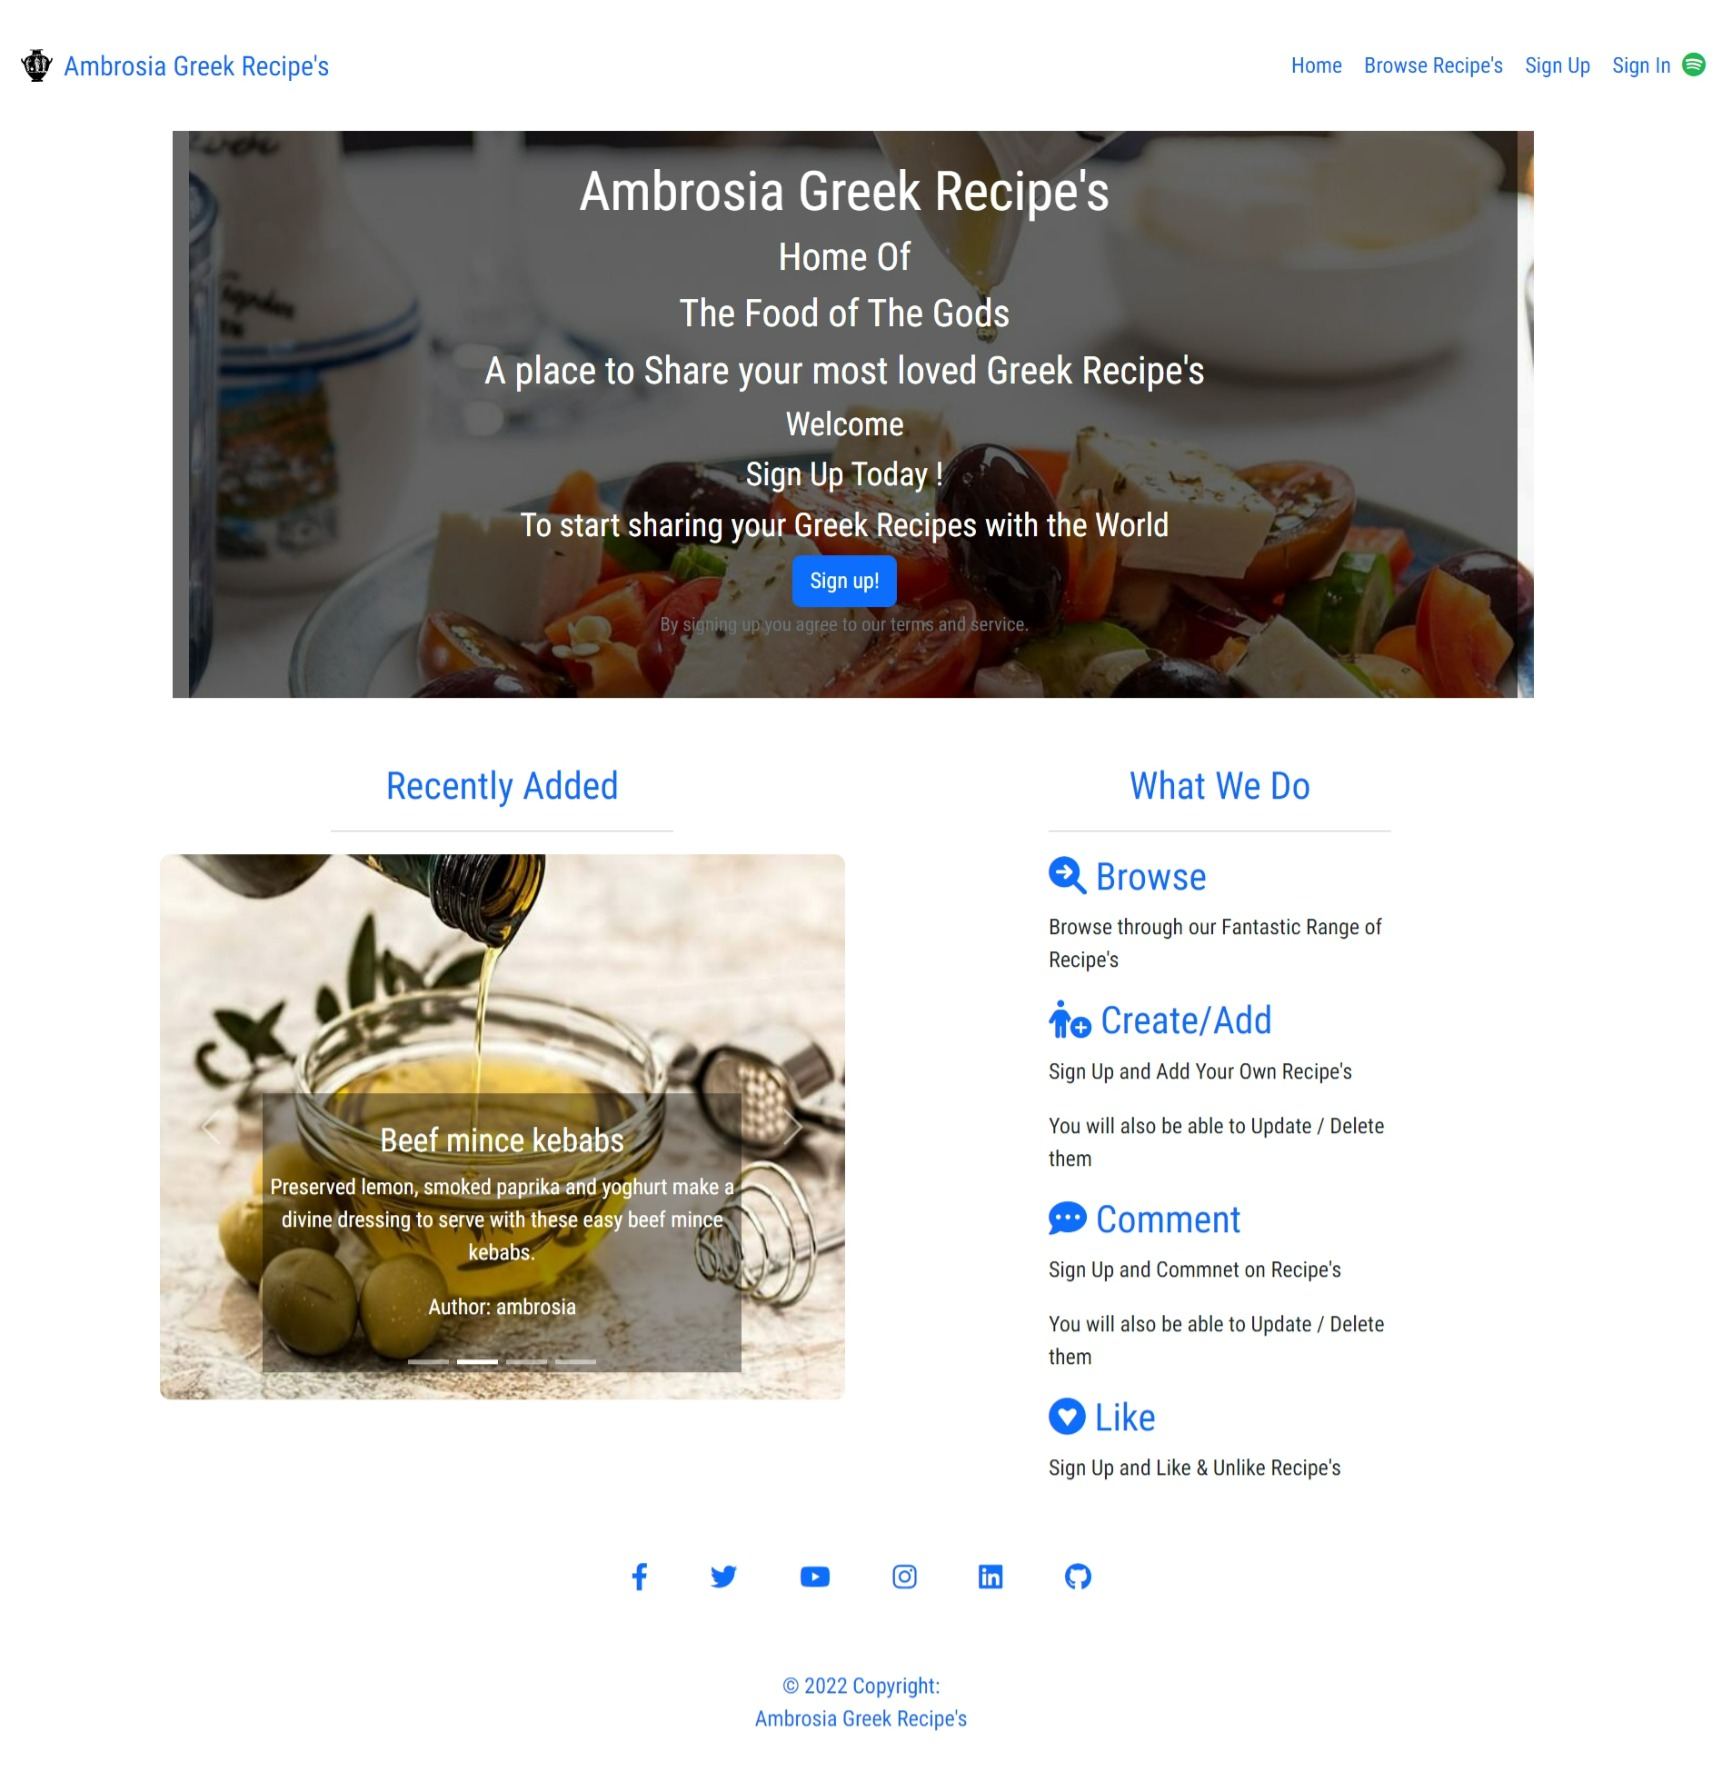 Ambrosia Greek Recipe's
Home Browse Recipe's Sign Up Sign In
Ambrosia Greek Recipe's
Home Of
The Food of The Gods
A place to Share your most loved Greek Recipe's
Welcome
Sign Up Today !
To start sharing your Greek Recipes with the World
Sign up!
By signing up you agree to our terms and service.
Recently Added
Beef mince kebabs
Preserved lemon, smoked paprika and yoghurt make a
divine dressing to serve with these easy beef mince
kebabs.
Author: ambrosia
What We Do
Browse
Browse through our Fantastic Range of
Recipe's
Create/Add
Sign Up and Add Your Own Recipe's
You will also be able to Update / Delete
them
Comment
Sign Up and Commnet on Recipe's
You will also be able to Update / Delete
them
Like
Sign Up and Like & Unlike Recipe's
© 2022 Copyright:
Ambrosia Greek Recipe's